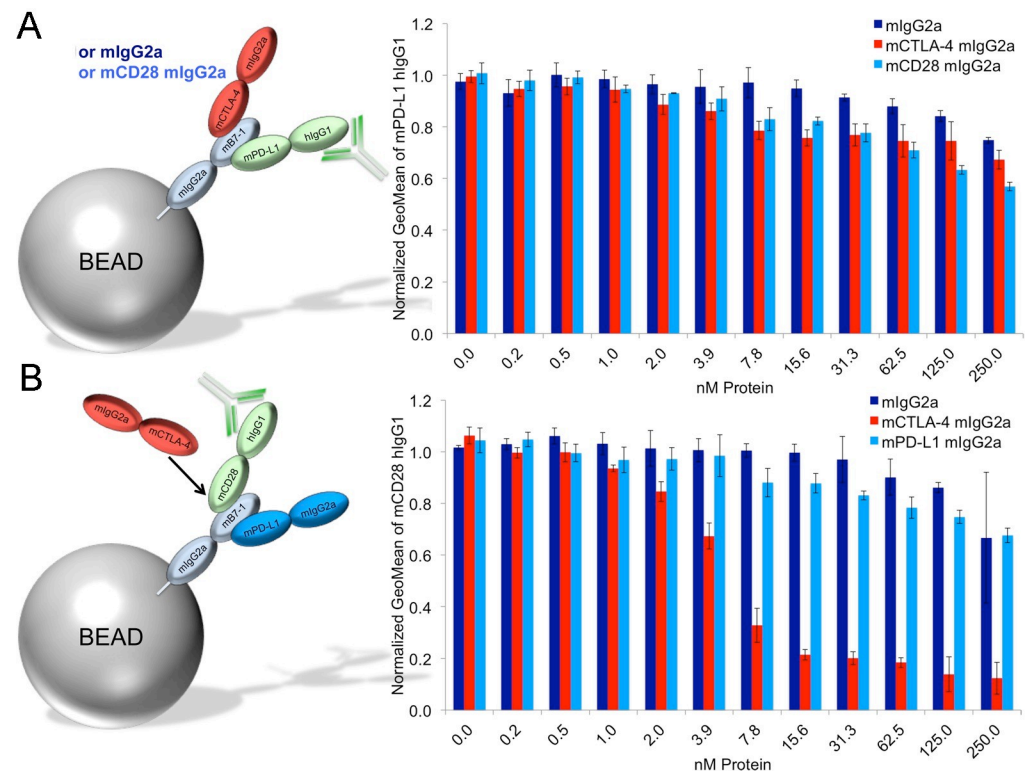 A
or mIgG2a
or mCD28 mIgG2a
mIgG2a
mCTLA-4
mB7-1
mPD-L1
hIgG1
mIgG2a
BEAD
Normalized GeoMean of mPD-L1 hIgG1
1.2
1.0
0.8
0.6
0.4
0.2
0.0
mIgG2a
mCTLA-4 mIgG2a
mCD28 mIgG2a
0.0 0.2 0.5 1.0 2.0 3.9 7.8 15.6 31.3 62.5 125.0 250.0
nM Protein
B
mIgG2a
mCTLA-4
hIgG1
mCD28
mB7-1
mPD-L1
mIgG2a
mIgG2a
BEAD
Normalized GeoMean of mCD28 hIgG1
1.2
1.0
0.8
0.6
0.4
0.2
0.0
mIgG2a
mCTLA-4 mIgG2a
mPD-L1 mIgG2a
0.0 0.2 0.5 1.0 2.0 3.9 7.8 15.6 31.3 62.5 125.0 250.0
nM Protein